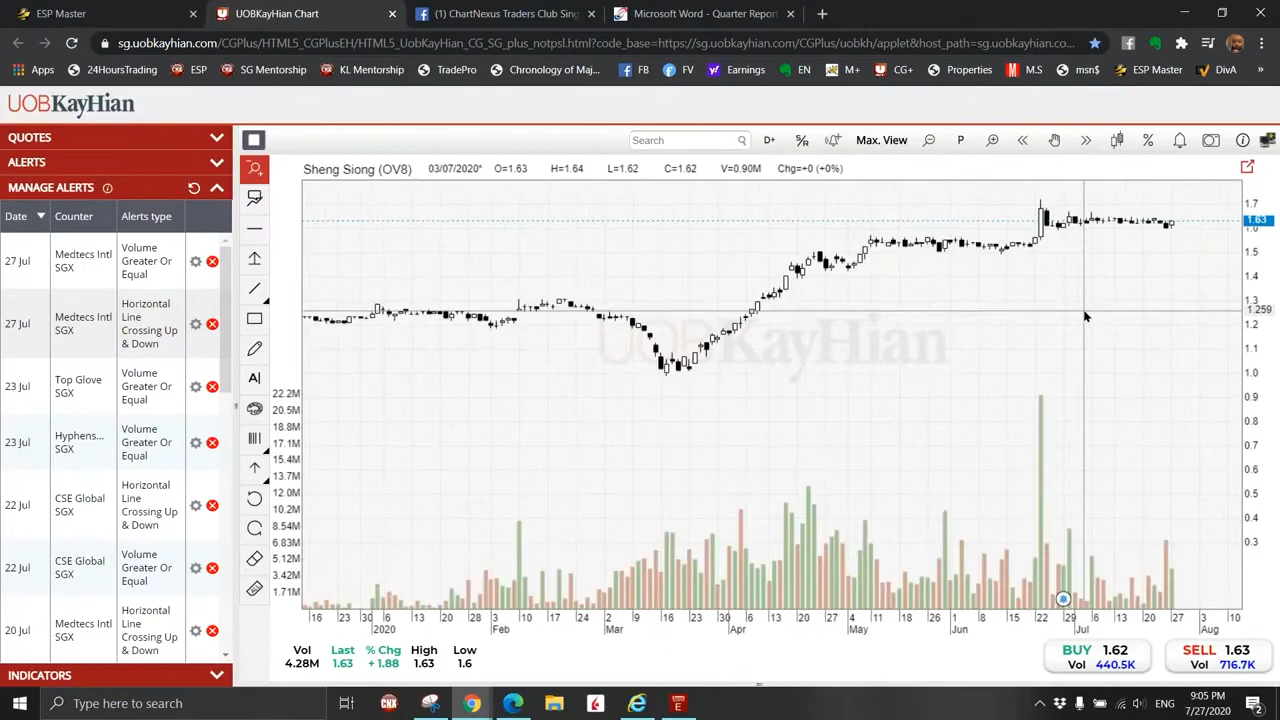 ESP Master
UOBKayHian Chart
(1) ChartNexus Traders Club Sing
Microsoft Word - Quarter Report
sg.uobkayhian.com/CGPlus/HTML5_CGPlusEH/HTML5_UobKayHian_CG_SG_plus_notpsl.html?code_base=https://sg.uobkayhian.com/CGPlus/uobkh/applet&host_path=sg.uobkayhian.co...
Apps
24HoursTrading
ESP
SG Mentorship
KL Mentorship
TradePro
Chronology of Maj...
FB
FV
Earnings
EN
M+
CG+
Properties
M.S
msn$
ESP Master
DivA
UOBKayHian
QUOTES
ALERTS
MANAGE ALERTS
Date Counter Alerts type
27 Jul
Medtecs Intl
SGX
Volume
Greater Or
Equal
27 Jul
Medtecs Intl
SGX
Horizontal
Line
Crossing Up
& Down
23 Jul
Top Glove
SGX
Volume
Greater Or
Equal
23 Jul
Hyphens...
SGX
Volume
Greater Or
Equal
22 Jul
CSE Global
SGX
Horizontal
Line
Crossing Up
& Down
22 Jul
CSE Global
SGX
Volume
Greater Or
Equal
20 Jul
Medtecs Intl
SGX
Horizontal
Line
Crossing Up
& Down
INDICATORS
Search
D+
S/R
Max. View
P
Sheng Siong (OV8) 03/07/2020* O=1.63 H=1.64 L=1.62 C=1.62 V=0.90M Chg=+0 (+0%)
UOBKayHian
1.7
1.63
1.5
1.4
1.3
1.259
1.2
1.1
1.0
0.9
0.8
0.7
0.6
0.5
0.4
0.3
22.2M
20.5M
18.8M
17.1M
15.4M
13.7M
12.0M
10.2M
8.54M
6.83M
5.12M
3.42M
1.71M
16 23 30 6 13 20 28 3 10 17 24 2 9 16 23 30 6 13 20 27 4 11 18 26 1 8 15 22 29 6 13 20 27 3 10
2020 Feb Mar Apr May Jun Jul Aug
Vol Last % Chg High Low
4.28M 1.63 + 1.88 1.63 1.6
BUY 1.62
Vol 440.5K
SELL 1.63
Vol 716.7K
Type here to search
ENG
9:05 PM
7/27/2020
2